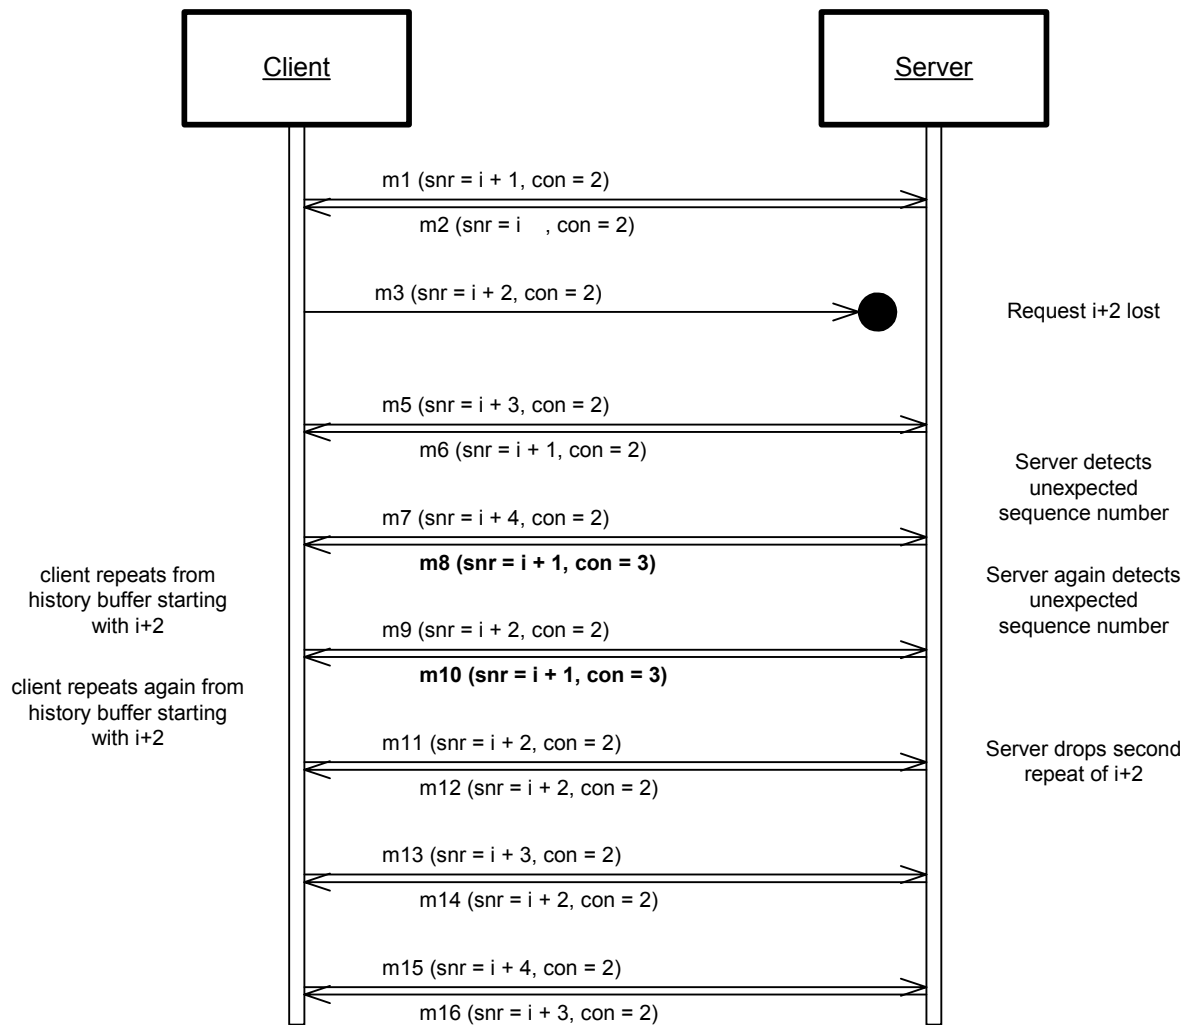 Client
Server
m1 (snr = i + 1, con = 2)
m2 (snr = i    , con = 2)
m3 (snr = i + 2, con = 2)
Request i+2 lost
m5 (snr = i + 3, con = 2)
m6 (snr = i + 1, con = 2)
Server detects
unexpected
sequence number
m7 (snr = i + 4, con = 2)
m8 (snr = i + 1, con = 3)
client repeats from
history buffer starting
with i+2
Server again detects
unexpected
sequence number
m9 (snr = i + 2, con = 2)
m10 (snr = i + 1, con = 3)
client repeats again from
history buffer starting
with i+2
m11 (snr = i + 2, con = 2)
m12 (snr = i + 2, con = 2)
Server drops second
repeat of i+2
m13 (snr = i + 3, con = 2)
m14 (snr = i + 2, con = 2)
m15 (snr = i + 4, con = 2)
m16 (snr = i + 3, con = 2)